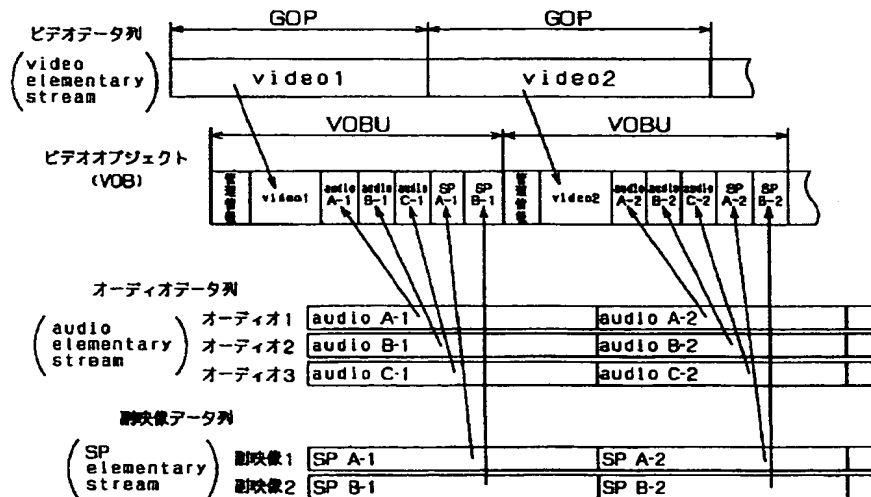 GOP GOP
ビデオデータ列
video
elementary
stream
video1 video2
VOBU VOBU
ビデオオブジェクト
(VOB)
video1 audio A-1 audio B-1 audio C-1 SP A-1 SP B-1 video2 audio A-2 audio B-2 audio C-2 SP A-2 SP B-2
オーディオデータ列
audio
elementary
stream
オーディオ1 audio A-1 audio A-2
オーディオ2 audio B-1 audio B-2
オーディオ3 audio C-1 audio C-2
副映像データ列
SP
elementary
stream
副映像1 SP A-1 SP A-2
副映像2 SP B-1 SP B-2